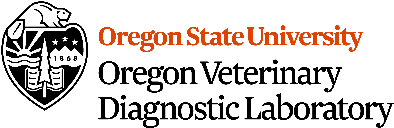 Oregon State University
Oregon Veterinary
Diagnostic Laboratory
1868